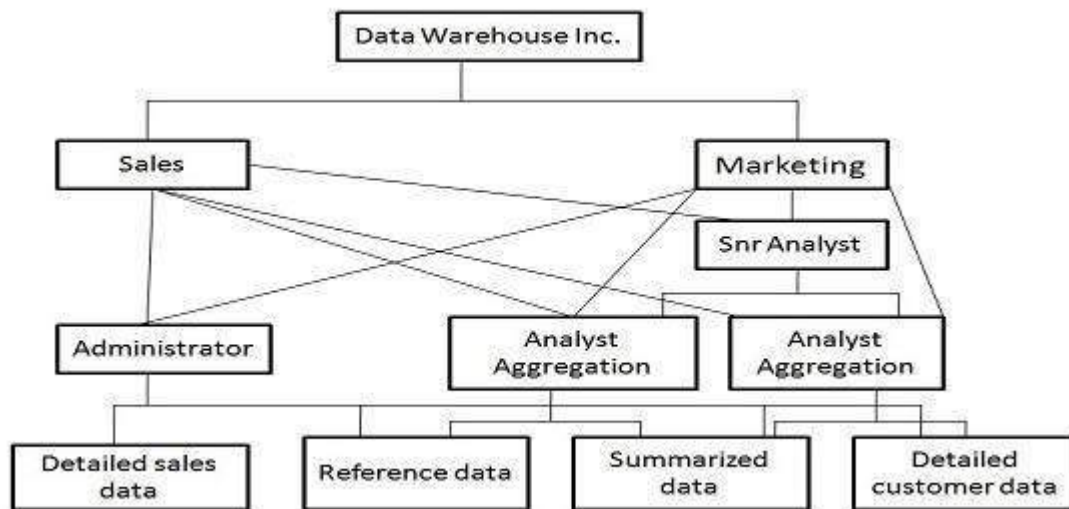 Data Warehouse Inc.
Sales
Marketing
Snr Analyst
Administrator
Analyst
Aggregation
Analyst
Aggregation
Detailed sales
data
Reference data
Summarized
data
Detailed
customer data